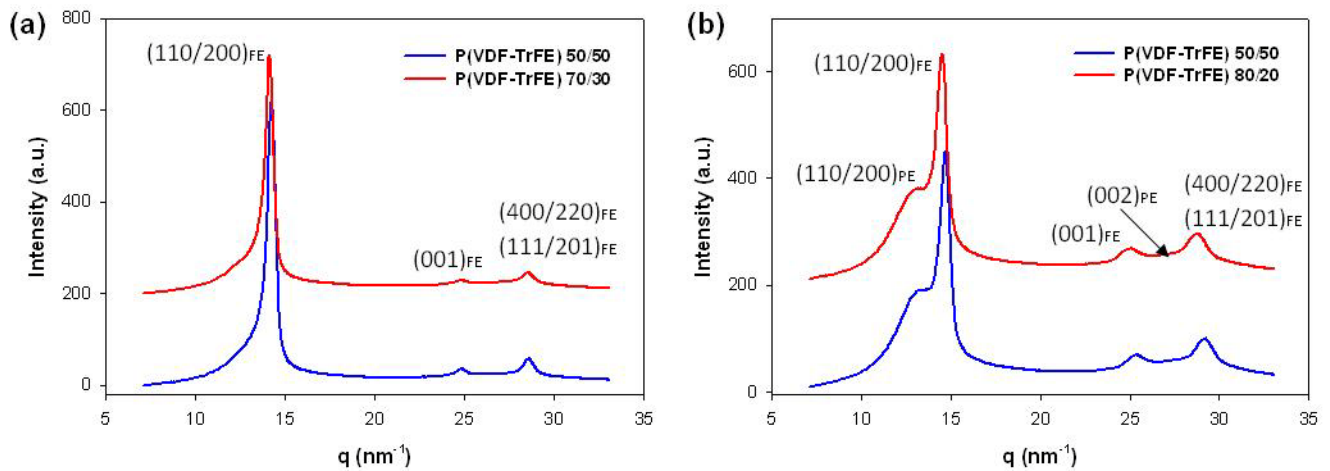 (a)
800
600
400
200
0
Intensity (a.u.)
(110/200)FE
P(VDF-TrFE) 50/50
P(VDF-TrFE) 70/30
(400/220)FE
(001)FE
(111/201)FE
5 10 15 20 25 30 35
q (nm-1)
(b)
600
400
200
0
Intensity (a.u.)
(110/200)FE
P(VDF-TrFE) 50/50
P(VDF-TrFE) 80/20
(110/200)PE
(002)PE
(400/220)FE
(001)FE
(111/201)FE
5 10 15 20 25 30 35
q (nm-1)